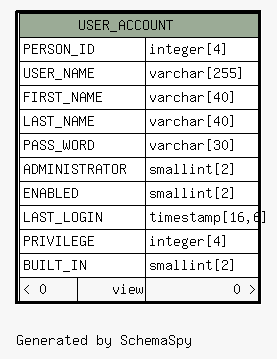 USER_ACCOUNT
PERSON_ID integer[4]
USER_NAME varchar[255]
FIRST_NAME varchar[40]
LAST_NAME varchar[40]
PASS_WORD varchar[30]
ADMINISTRATOR smallint[2]
ENABLED smallint[2]
LAST_LOGIN timestamp[16,6]
PRIVILEGE integer[4]
BUILT_IN smallint[2]
< 0 view 0 >
Generated by SchemaSpy